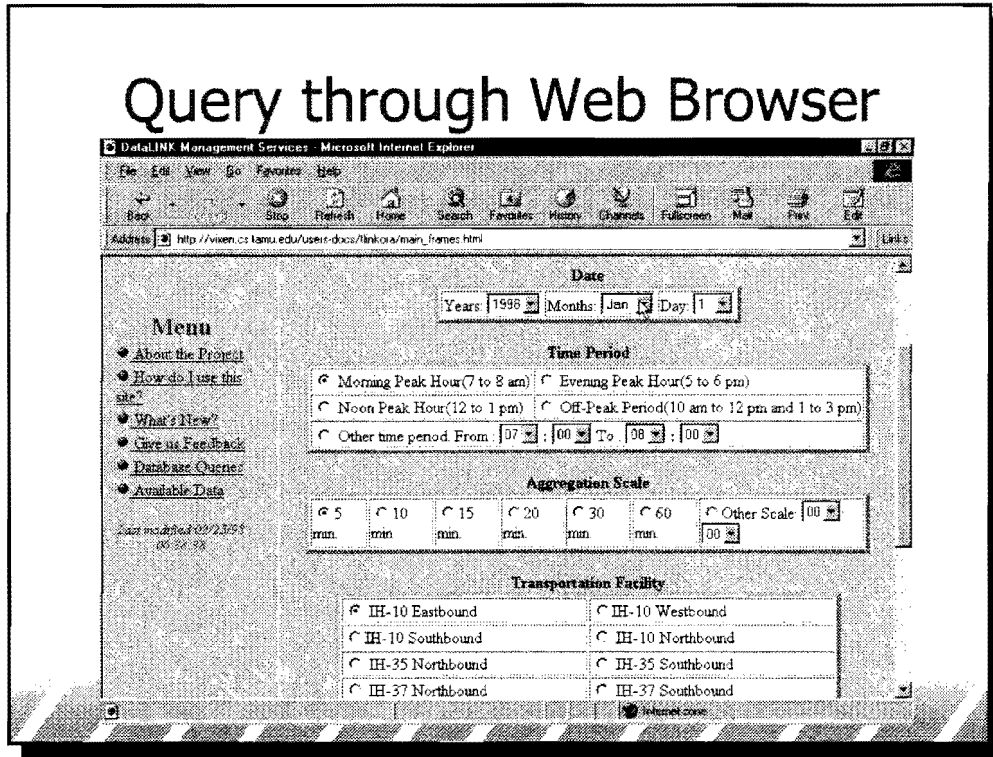 Query through Web Browser
DataLINK Management Services - Microsoft Internet Explorer
File Edit View Go Favorites Help
Back Stop Refresh Home Search Favorites History Channels Fullscreen Mail Print Edit
Address http://vixen.cs.tamu.edu/users-docs/tlinkora/main_frames.html Links
Menu
About the Project
How do I use this
site?
What's New?
Give us Feedback
Database Queries
Available Data
Last modified
Date
Years: 1998 Months: Jan Day: 1
Time Period
Morning Peak Hour(7 to 8 am) Evening Peak Hour(5 to 6 pm)
Noon Peak Hour(12 to 1 pm) Off-Peak Period(10 am to 12 pm and 1 to 3 pm)
Other time period. From : 07 : 00 To : 08 : 00
Aggregation Scale
5 min. 10 min. 15 min. 20 min. 30 min. 60 min. Other Scale: 00 00
Transportation Facility
IH-10 Eastbound IH-10 Westbound
IH-10 Southbound IH-10 Northbound
IH-35 Northbound IH-35 Southbound
IH-37 Northbound IH-37 Southbound
Internet zone